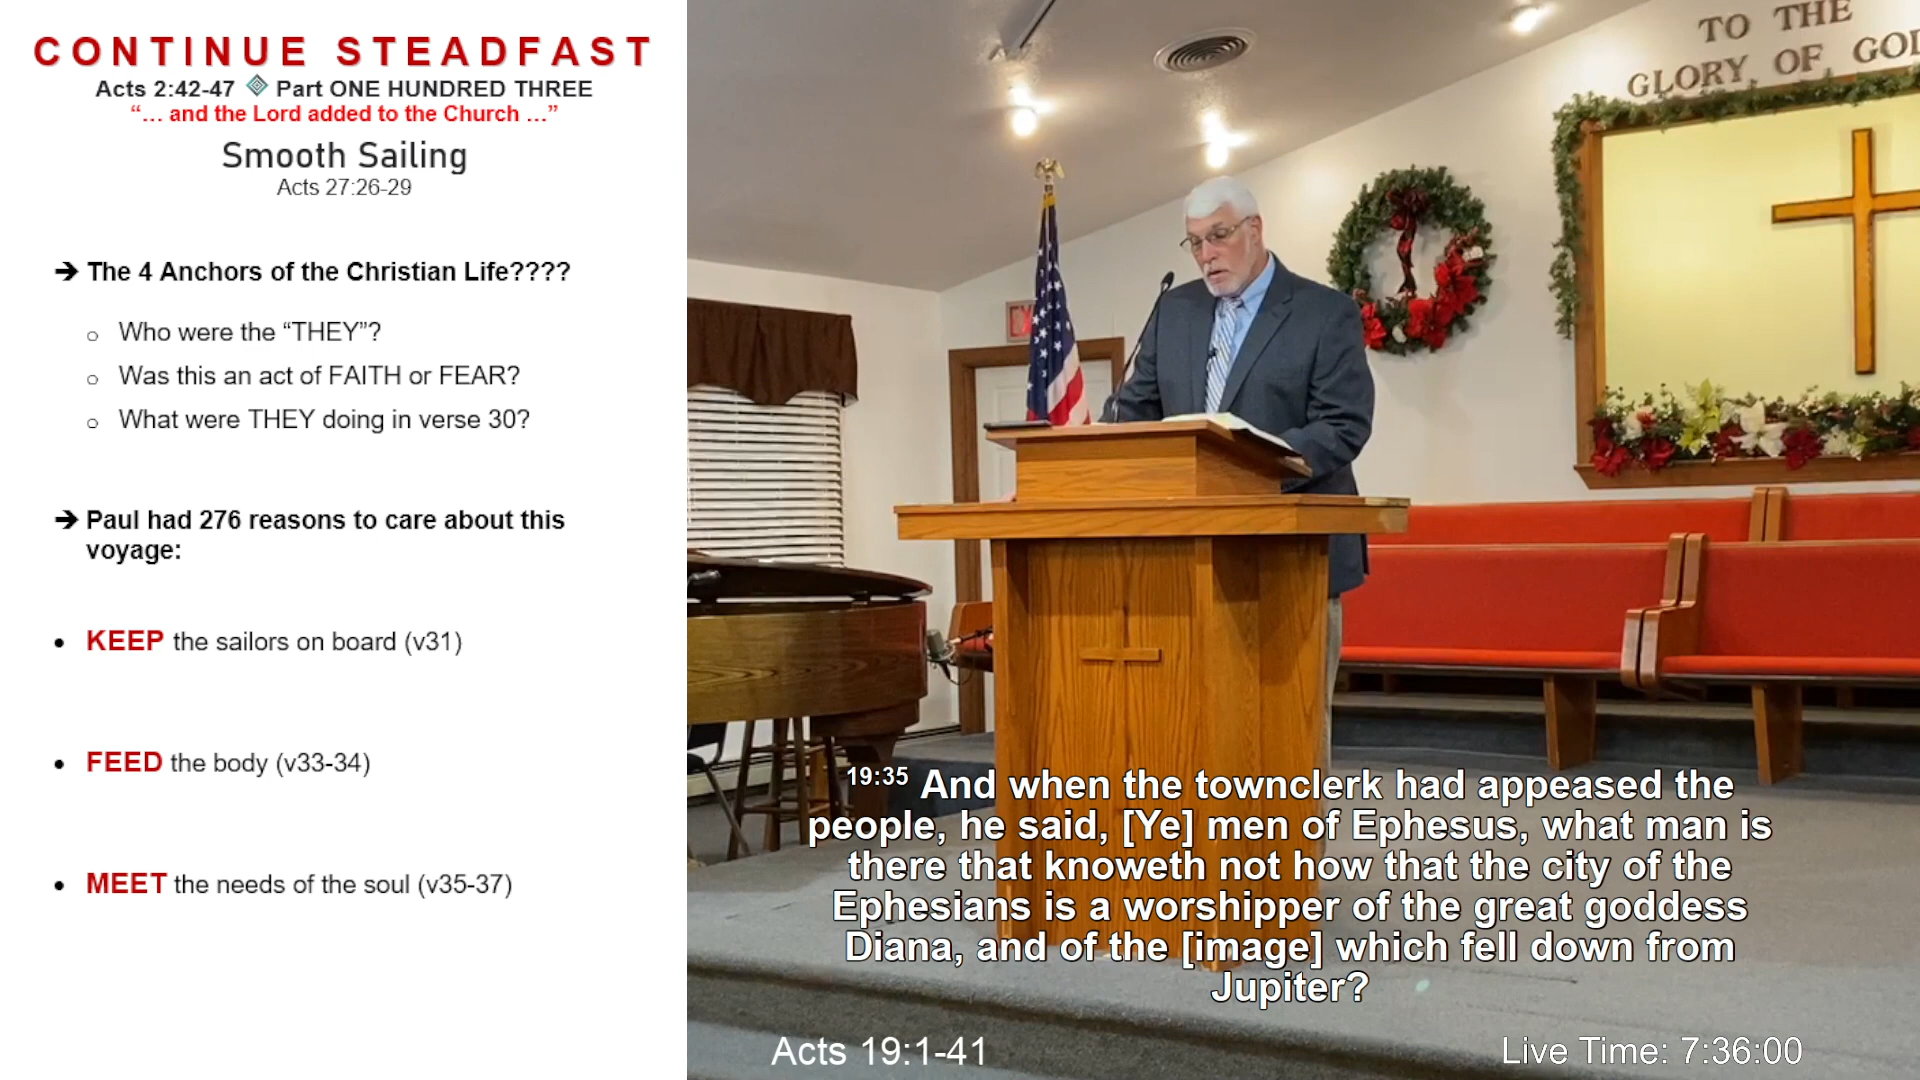 CONTINUE STEADFAST
Acts 2:42-47 Part ONE HUNDRED THREE
“… and the Lord added to the Church …”
Smooth Sailing
Acts 27:26-29
➔ The 4 Anchors of the Christian Life????
o Who were the “THEY”?
o Was this an act of FAITH or FEAR?
o What were THEY doing in verse 30?
➔ Paul had 276 reasons to care about this
voyage:
• KEEP the sailors on board (v31)
• FEED the body (v33-34)
• MEET the needs of the soul (v35-37)
TO THE
GLORY OF GOD
EX
19:35 And when the townclerk had appeased the
people, he said, [Ye] men of Ephesus, what man is
there that knoweth not how that the city of the
Ephesians is a worshipper of the great goddess
Diana, and of the [image] which fell down from
Jupiter?
Acts 19:1-41
Live Time: 7:36:00